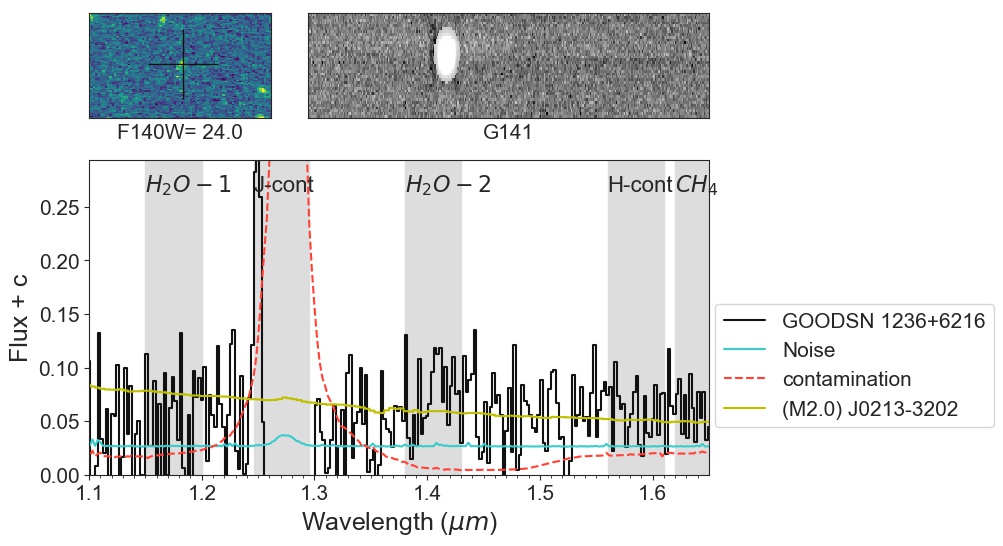 F140W= 24.0
G141
H₂O − 1
J-cont
H₂O − 2
H-cont
CH₄
0.25
0.20
0.15
0.10
0.05
0.00
Flux + c
1.1
1.2
1.3
1.4
1.5
1.6
Wavelength (μm)
GOODSN 1236+6216
Noise
contamination
(M2.0) J0213-3202